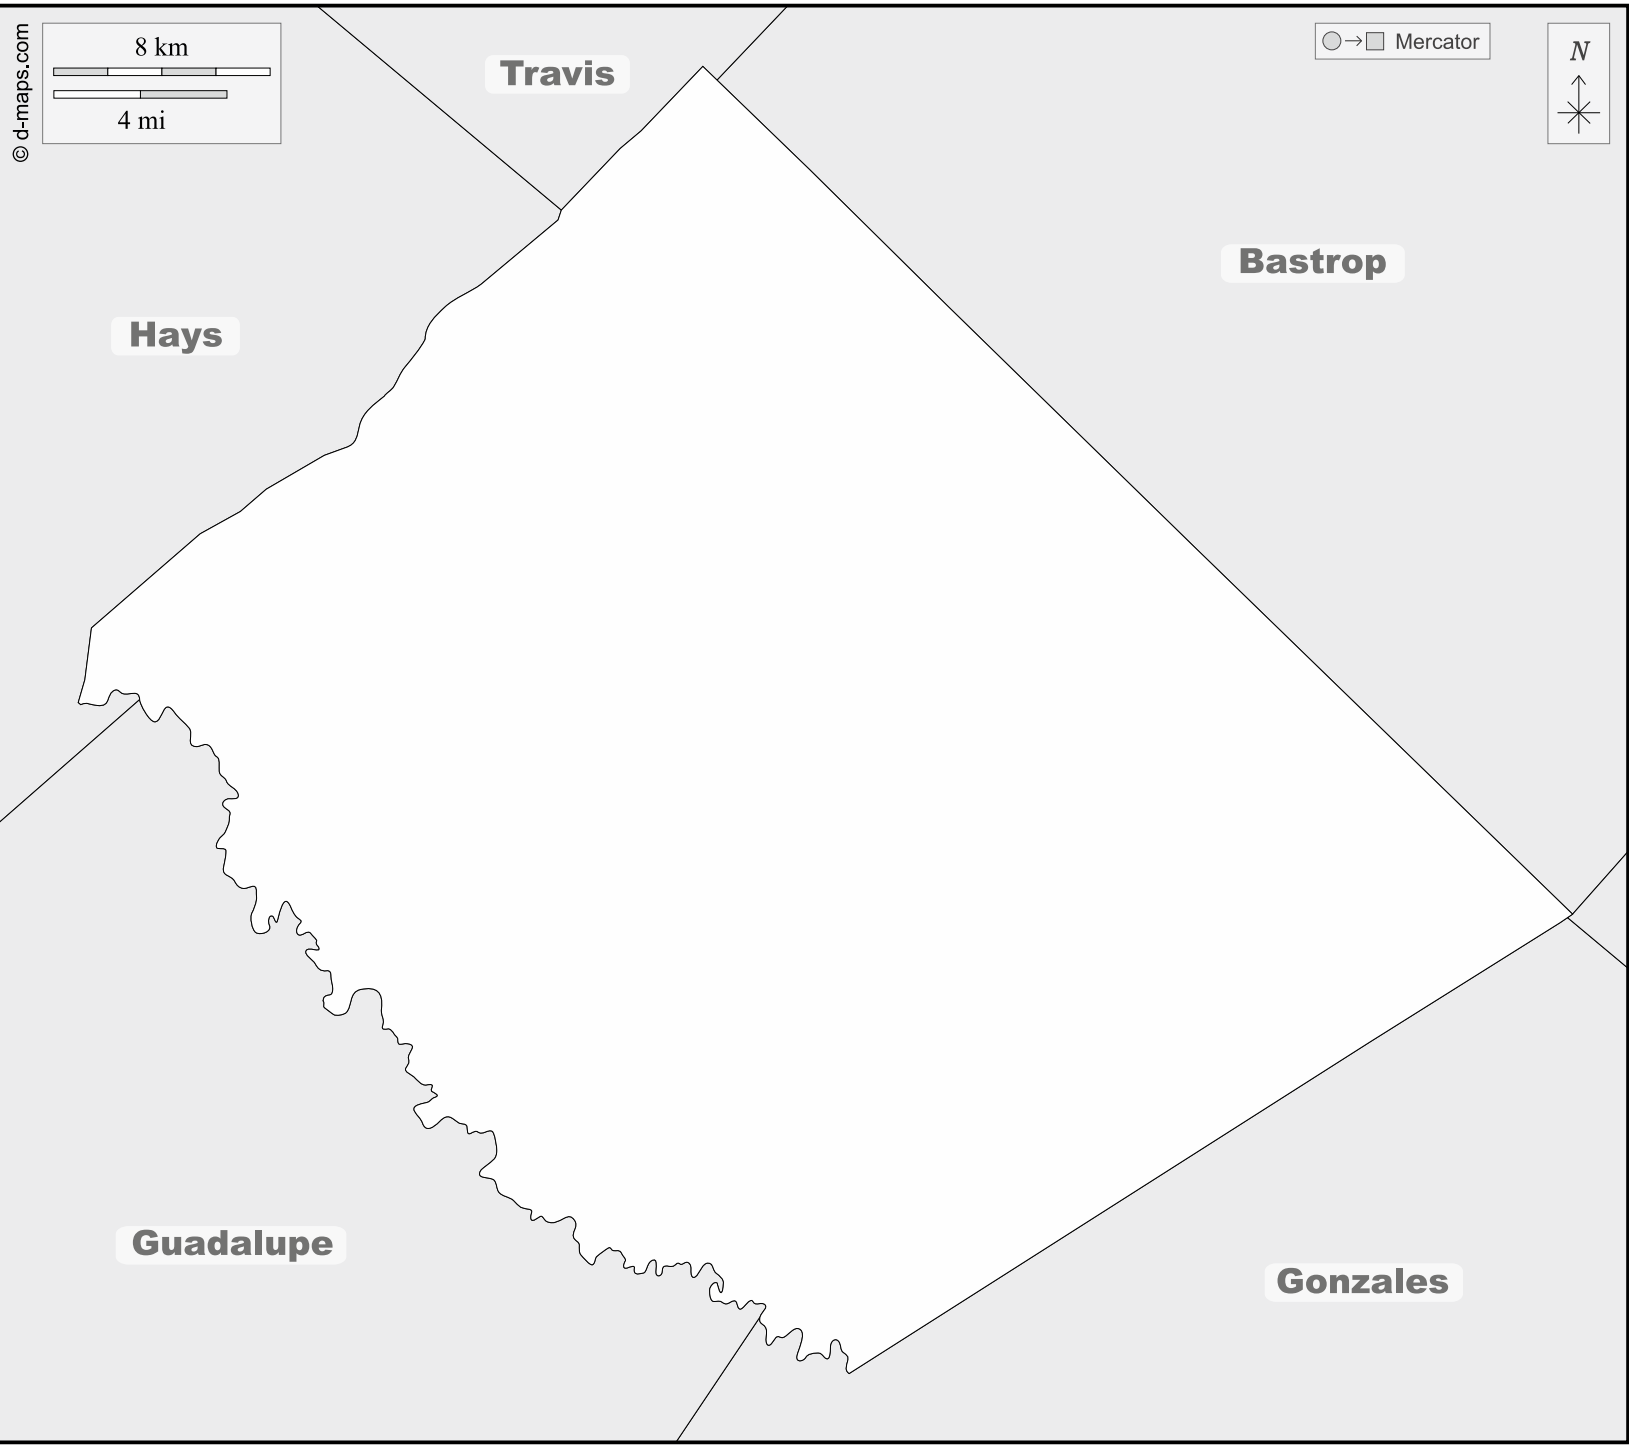 © d-maps.com
8 km
4 mi
Travis
Mercator
N
Bastrop
Hays
Guadalupe
Gonzales